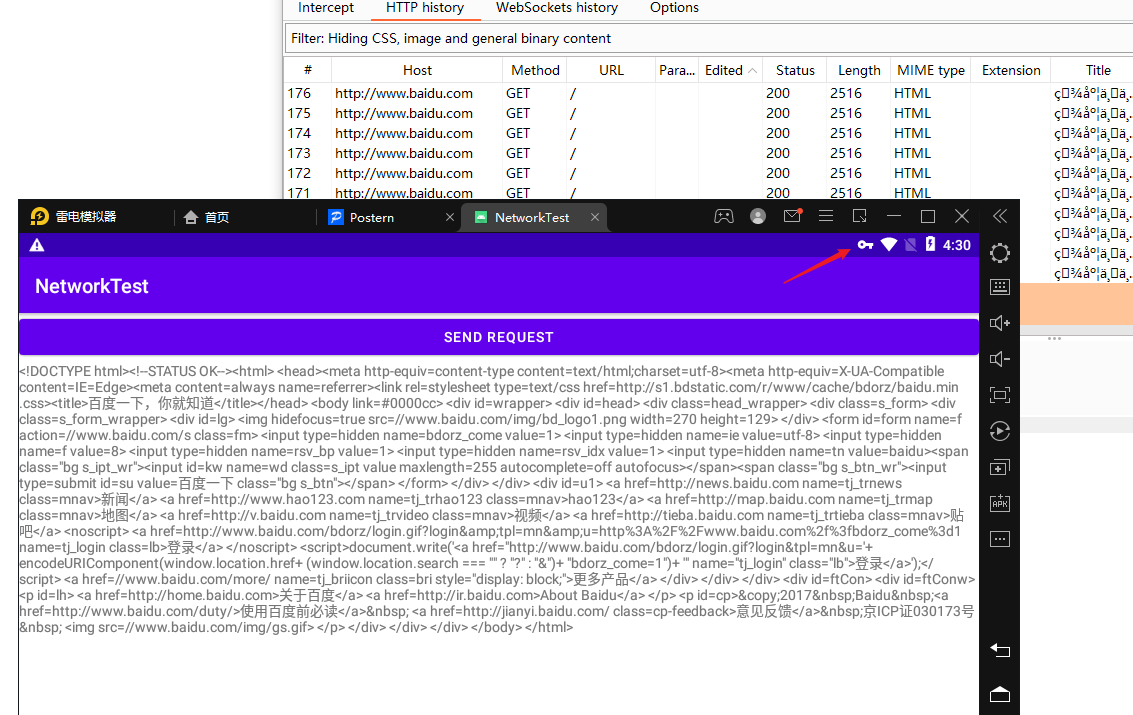 Intercept HTTP history WebSockets history Options
Filter: Hiding CSS, image and general binary content
# Host Method URL Para... Edited Status Length MIME type Extension Title
176 http://www.baidu.com GET / 200 2516 HTML
175 http://www.baidu.com GET / 200 2516 HTML
174 http://www.baidu.com GET / 200 2516 HTML
173 http://www.baidu.com GET / 200 2516 HTML
172 http://www.baidu.com GET / 200 2516 HTML
171 http://www.baidu.com GET / 200 2516 HTML
雷电模拟器 首页 Postern NetworkTest
4:30
NetworkTest
SEND REQUEST
<!DOCTYPE html><!--STATUS OK--><html> <head><meta http-equiv=content-type content=text/html;charset=utf-8><meta http-equiv=X-UA-Compatible
content=IE=Edge><meta content=always name=referrer><link rel=stylesheet type=text/css href=http://s1.bdstatic.com/r/www/cache/bdorz/baidu.min
.css><title>百度一下，你就知道</title></head> <body link=#0000cc> <div id=wrapper> <div id=head> <div class=head_wrapper> <div class=s_form> <div
class=s_form_wrapper> <div id=lg> <img hidefocus=true src=//www.baidu.com/img/bd_logo1.png width=270 height=129> </div> <form id=form name=f
action=//www.baidu.com/s class=fm> <input type=hidden name=bdorz_come value=1> <input type=hidden name=ie value=utf-8> <input type=hidden
name=f value=8> <input type=hidden name=rsv_bp value=1> <input type=hidden name=rsv_idx value=1> <input type=hidden name=tn value=baidu><span
class="bg s_ipt_wr"><input id=kw name=wd class=s_ipt value maxlength=255 autocomplete=off autofocus></span><span class="bg s_btn_wr"><input
type=submit id=su value=百度一下 class="bg s_btn"></span> </form> </div> </div> <div id=u1> <a href=http://news.baidu.com name=tj_trnews
class=mnav>新闻</a> <a href=http://www.hao123.com name=tj_trhao123 class=mnav>hao123</a> <a href=http://map.baidu.com name=tj_trmap
class=mnav>地图</a> <a href=http://v.baidu.com name=tj_trvideo class=mnav>视频</a> <a href=http://tieba.baidu.com name=tj_trtieba class=mnav>贴
吧</a> <noscript> <a href=http://www.baidu.com/bdorz/login.gif?login&amp;tpl=mn&amp;u=http%3A%2F%2Fwww.baidu.com%2f%3fbdorz_come%3d1
name=tj_login class=lb>登录</a> </noscript> <script>document.write('<a href="http://www.baidu.com/bdorz/login.gif?login&tpl=mn&u='+
encodeURIComponent(window.location.href+ (window.location.search === "" ? "?" : "&")+ "bdorz_come=1")+ '" name="tj_login" class="lb">登录</a>');</
script> <a href=//www.baidu.com/more/ name=tj_briicon class=bri style="display: block;">更多产品</a> </div> </div> </div> <div id=ftCon> <div id=ftConw>
<p id=lh> <a href=http://home.baidu.com>关于百度</a> <a href=http://ir.baidu.com>About Baidu</a> </p> <p id=cp>&copy;2017&nbsp;Baidu&nbsp;<a
href=http://www.baidu.com/duty/>使用百度前必读</a>&nbsp; <a href=http://jianyi.baidu.com/ class=cp-feedback>意见反馈</a>&nbsp;京ICP证030173号
&nbsp; <img src=//www.baidu.com/img/gs.gif> </p> </div> </div> </div> </body> </html>
APK